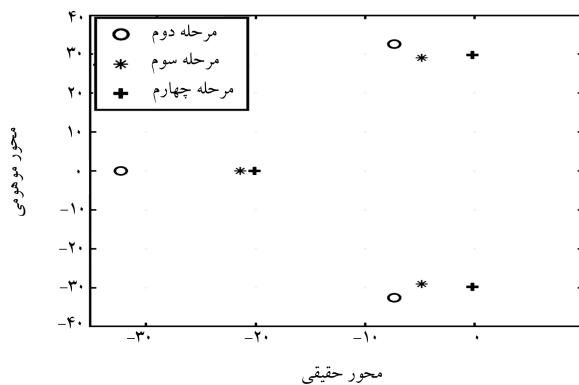 ۴۰
۳۰
۲۰
۱۰
۰
−۱۰
−۲۰
−۳۰
−۴۰
مرحله دوم
مرحله سوم
مرحله چهارم
محور موهومی
−۳۰ −۲۰ −۱۰ ۰
محور حقیقی